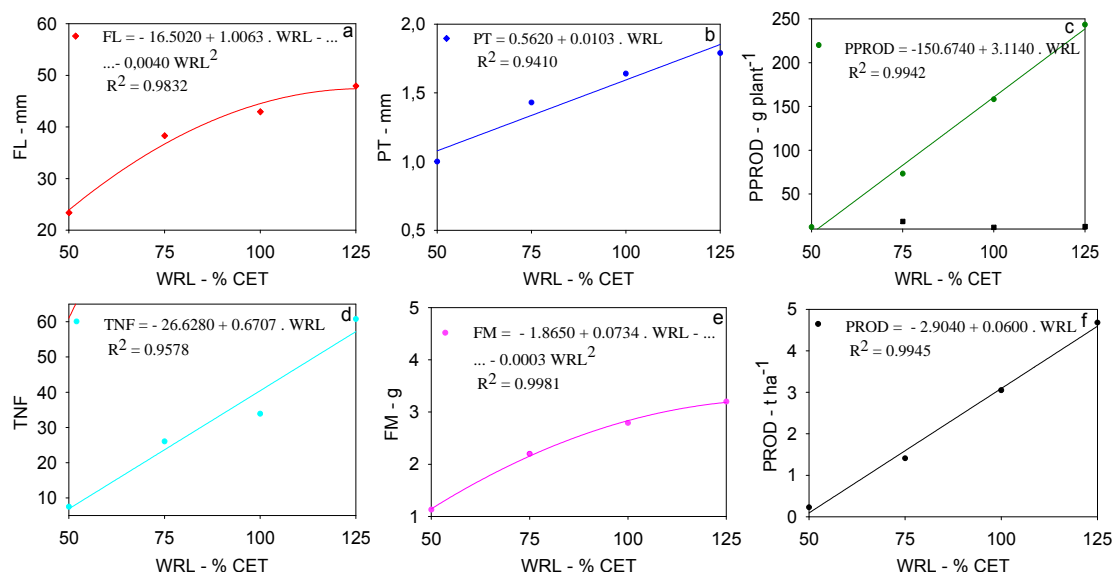 a
FL = - 16.5020 + 1.0063 . WRL - ...
...- 0,0040 WRL²
R² = 0.9832
60
50
40
30
20
FL - mm
50 75 100 125
WRL - % CET
b
PT = 0.5620 + 0.0103 . WRL
R² = 0.9410
2,0
1,5
1,0
0,5
PT - mm
50 75 100 125
WRL - % CET
c
PPROD = -150.6740 + 3.1140 . WRL
R² = 0.9942
250
200
150
100
50
PPROD - g plant⁻¹
50 75 100 125
WRL - % CET
d
TNF = - 26.6280 + 0.6707 . WRL
R² = 0.9578
60
50
40
30
20
10
TNF
50 75 100 125
WRL - % CET
e
FM = - 1.8650 + 0.0734 . WRL - ...
... - 0.0003 WRL²
R² = 0.9981
5
4
3
2
1
FM - g
50 75 100 125
WRL - % CET
f
PROD = - 2.9040 + 0.0600 . WRL
R² = 0.9945
5
4
3
2
1
0
PROD - t ha⁻¹
50 75 100 125
WRL - % CET